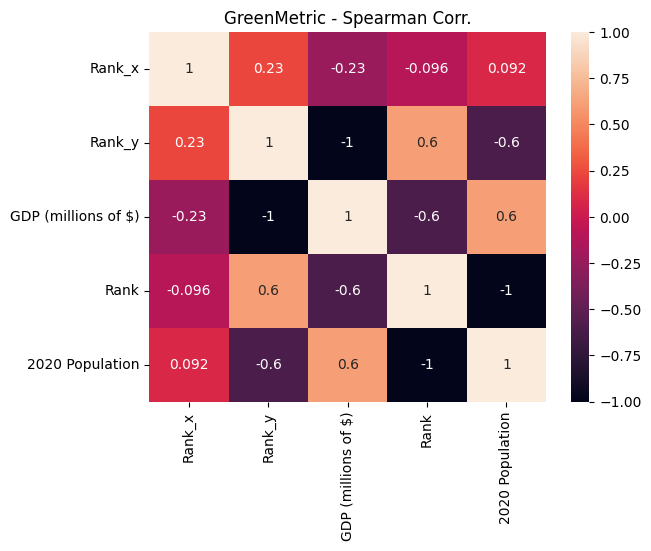 GreenMetric - Spearman Corr.
Rank_x 1 0.23 -0.23 -0.096 0.092
Rank_y 0.23 1 -1 0.6 -0.6
GDP (millions of $) -0.23 -1 1 -0.6 0.6
Rank -0.096 0.6 -0.6 1 -1
2020 Population 0.092 -0.6 0.6 -1 1
Rank_x
Rank_y
GDP (millions of $)
Rank
2020 Population
1.00
0.75
0.50
0.25
0.00
-0.25
-0.50
-0.75
-1.00